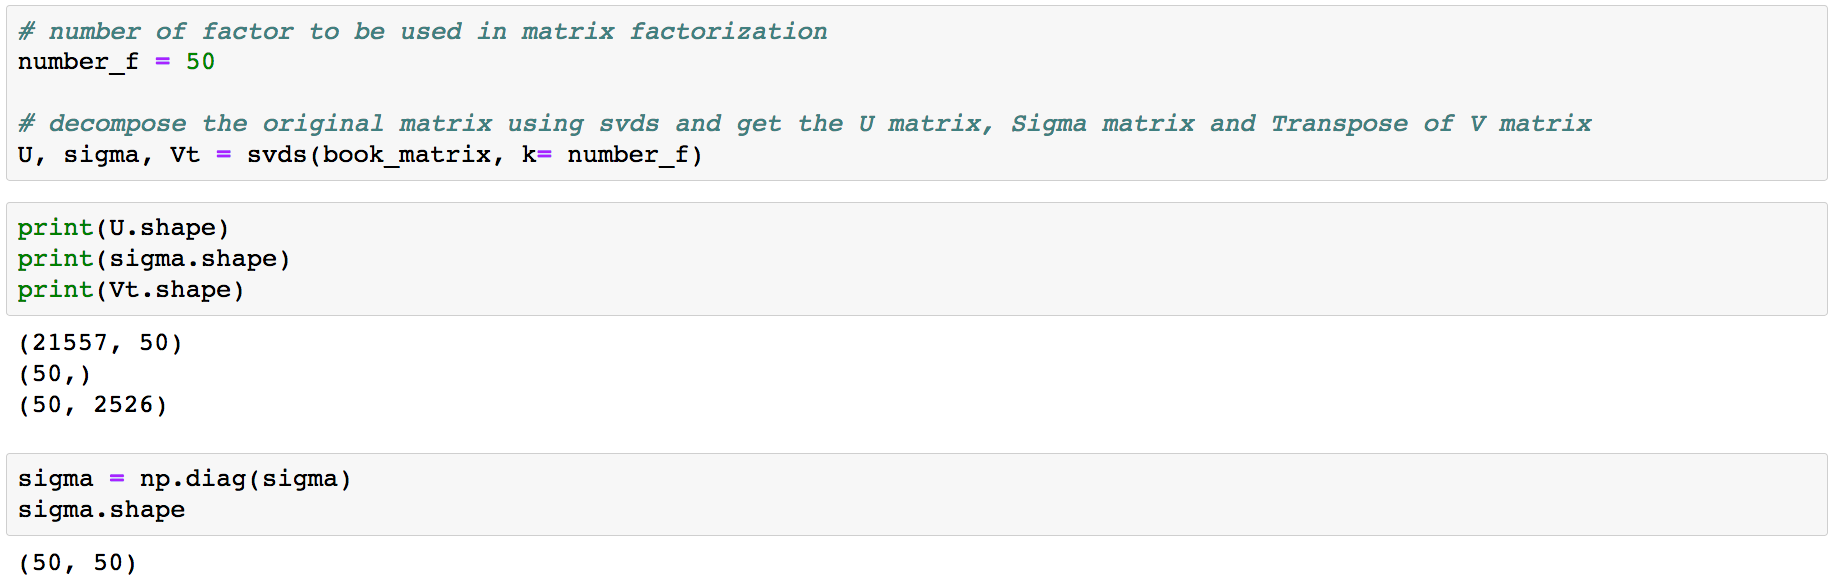 # number of factor to be used in matrix factorization
number_f = 50
# decompose the original matrix using svds and get the U matrix, Sigma matrix and Transpose of V matrix
U, sigma, Vt = svds(book_matrix, k= number_f)
print(U.shape)
print(sigma.shape)
print(Vt.shape)
(21557, 50)
(50,)
(50, 2526)
sigma = np.diag(sigma)
sigma.shape
(50, 50)